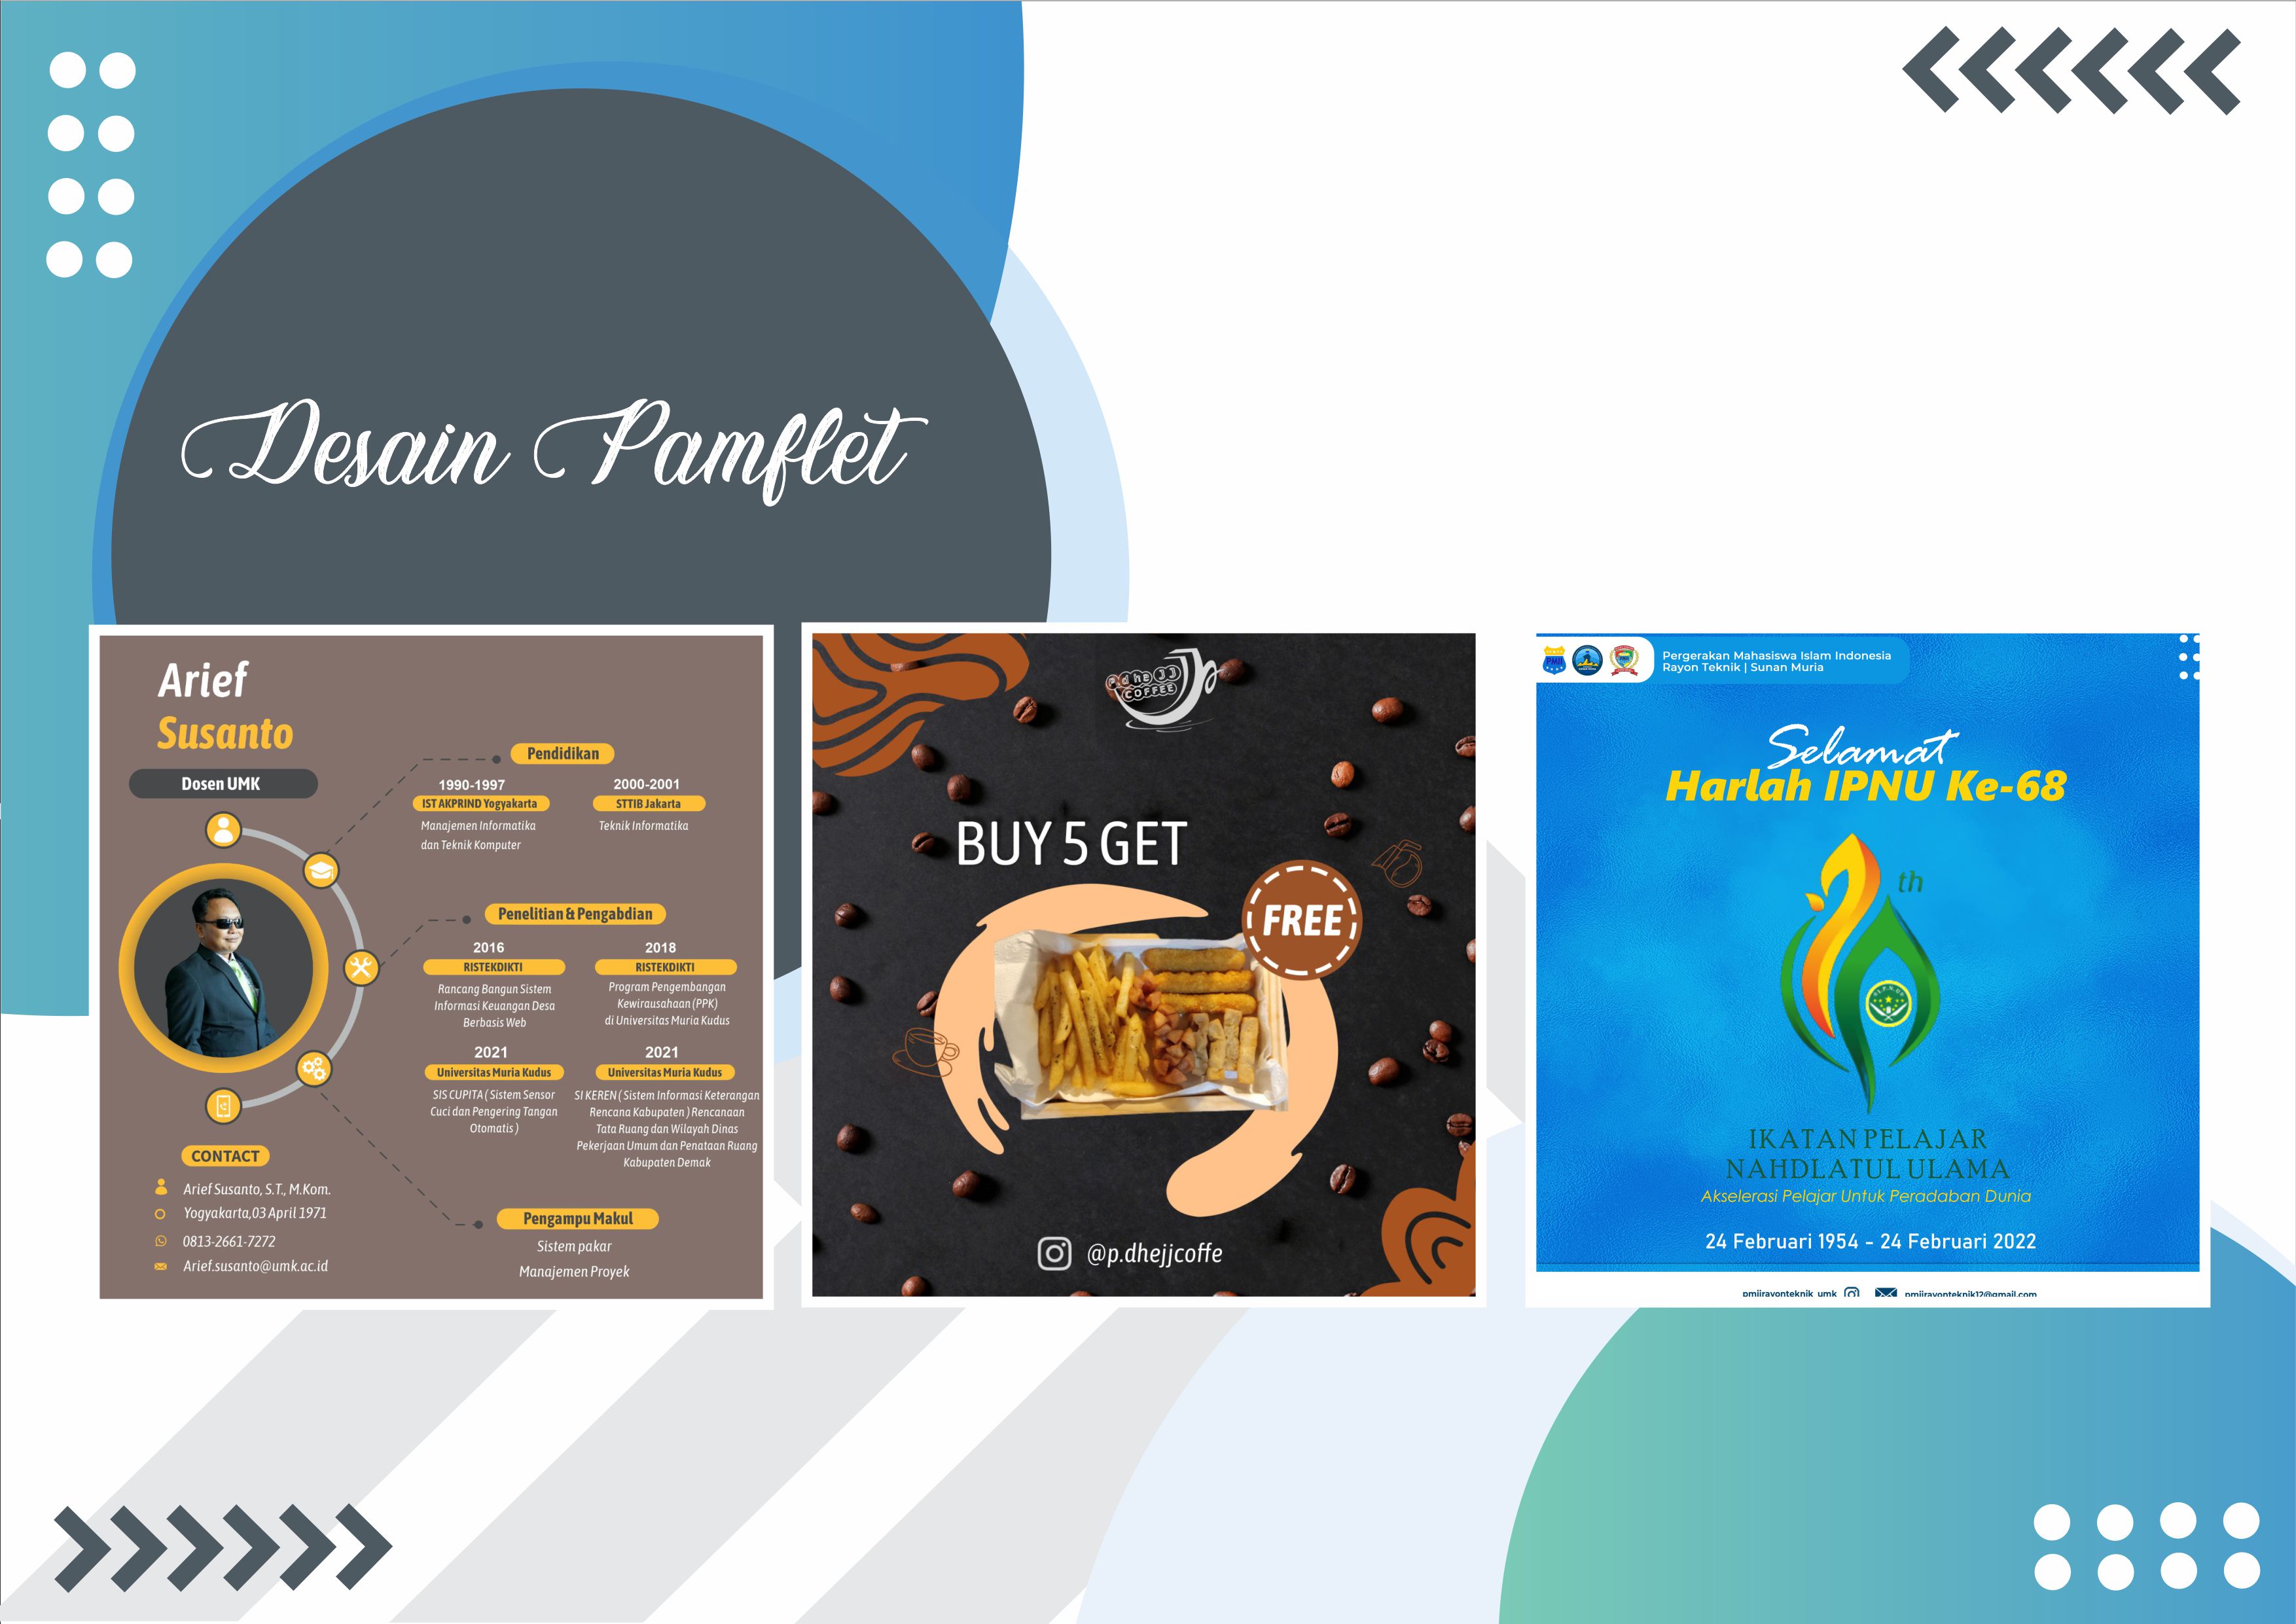 Desain Pamflet
Arief
Susanto
Dosen UMK
Pendidikan
1990-1997
IST AKPRIND Yogyakarta
Manajemen Informatika
dan Teknik Komputer
2000-2001
STTIB Jakarta
Teknik Informatika
Penelitian & Pengabdian
2016
RISTEKDIKTI
Rancang Bangun Sistem
Informasi Keuangan Desa
Berbasis Web
2018
RISTEKDIKTI
Program Pengembangan
Kewirausahaan (PPK)
di Universitas Muria Kudus
2021
Universitas Muria Kudus
SIS CUPITA ( Sistem Sensor
Cuci dan Pengering Tangan
Otomatis )
2021
Universitas Muria Kudus
SI KEREN ( Sistem Informasi Keterangan
Rencana Kabupaten ) Rencanaan
Tata Ruang dan Wilayah Dinas
Pekerjaan Umum dan Penataan Ruang
Kabupaten Demak
Pengampu Makul
Sistem pakar
Manajemen Proyek
CONTACT
Arief Susanto, S.T., M.Kom.
Yogyakarta,03 April 1971
0813-2661-7272
Arief.susanto@umk.ac.id
P dhe JJ
COFFEE
BUY 5 GET
FREE
@p.dhejjcoffe
PMII
Pergerakan Mahasiswa Islam Indonesia
Rayon Teknik | Sunan Muria
Selamat
Harlah IPNU Ke-68
th
IKATAN PELAJAR
NAHDLATUL ULAMA
Akselerasi Pelajar Untuk Peradaban Dunia
24 Februari 1954 - 24 Februari 2022
pmiirayonteknik_umk
pmiirayonteknik12@gmail.com